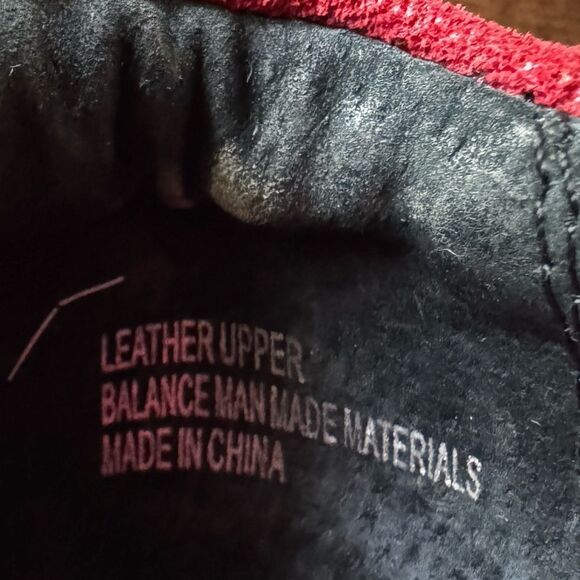 LEATHER UPPER
BALANCE MAN MADE MATERIALS
MADE IN CHINA